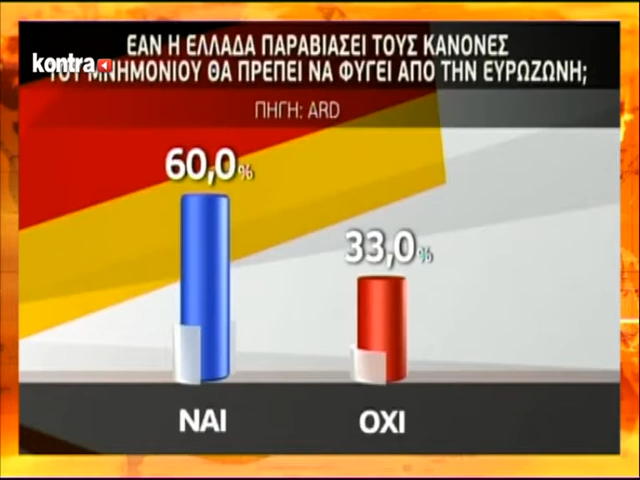 ΕΑΝ Η ΕΛΛΑΔΑ ΠΑΡΑΒΙΑΣΕΙ ΤΟΥΣ ΚΑΝΟΝΕΣ
kontra
ΤΟΥ ΜΝΗΜΟΝΙΟΥ ΘΑ ΠΡΕΠΕΙ ΝΑ ΦΥΓΕΙ ΑΠΟ ΤΗΝ ΕΥΡΩΖΩΝΗ;
ΠΗΓΗ: ARD
60,0%
33,0%
ΝΑΙ
ΟΧΙ